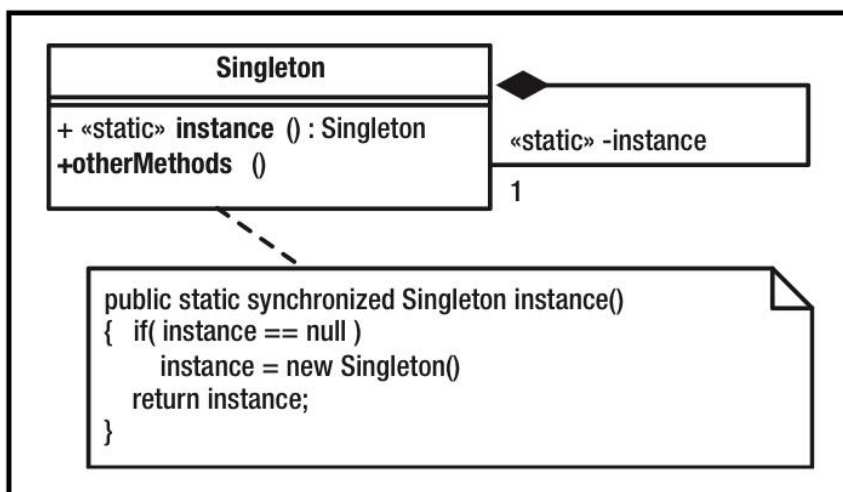 Singleton
+ «static» instance () : Singleton
+otherMethods ()
«static» -instance
1
public static synchronized Singleton instance()
{ if( instance == null )
instance = new Singleton()
return instance;
}